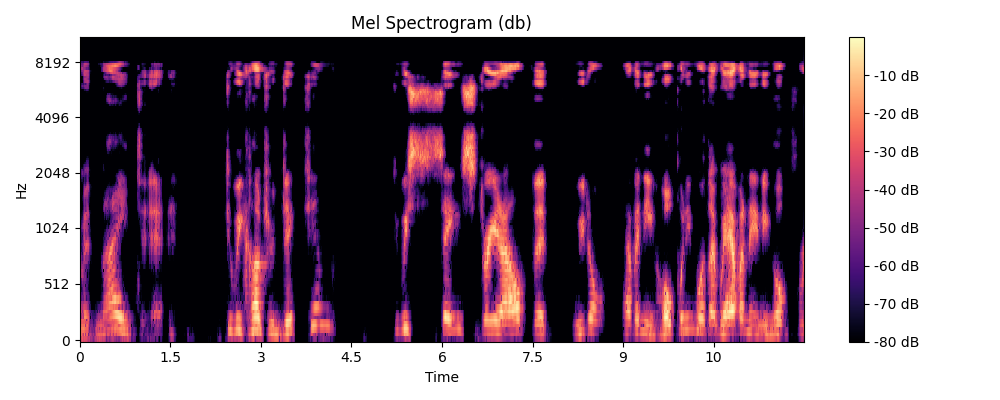 Mel Spectrogram (db)
8192
4096
2048
1024
512
0
Hz
0 1.5 3 4.5 6 7.5 9 10
Time
-10 dB
-20 dB
-30 dB
-40 dB
-50 dB
-60 dB
-70 dB
-80 dB